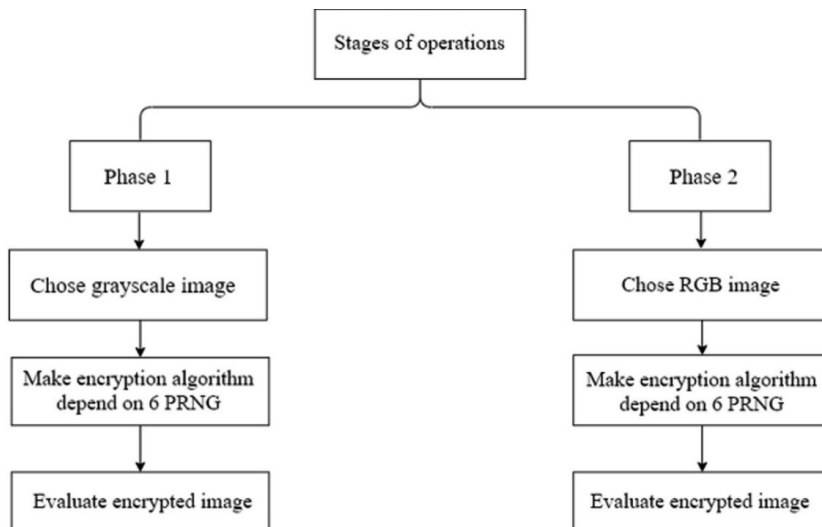 Stages of operations
Phase 1
Chose grayscale image
Make encryption algorithm
depend on 6 PRNG
Evaluate encrypted image
Phase 2
Chose RGB image
Make encryption algorithm
depend on 6 PRNG
Evaluate encrypted image